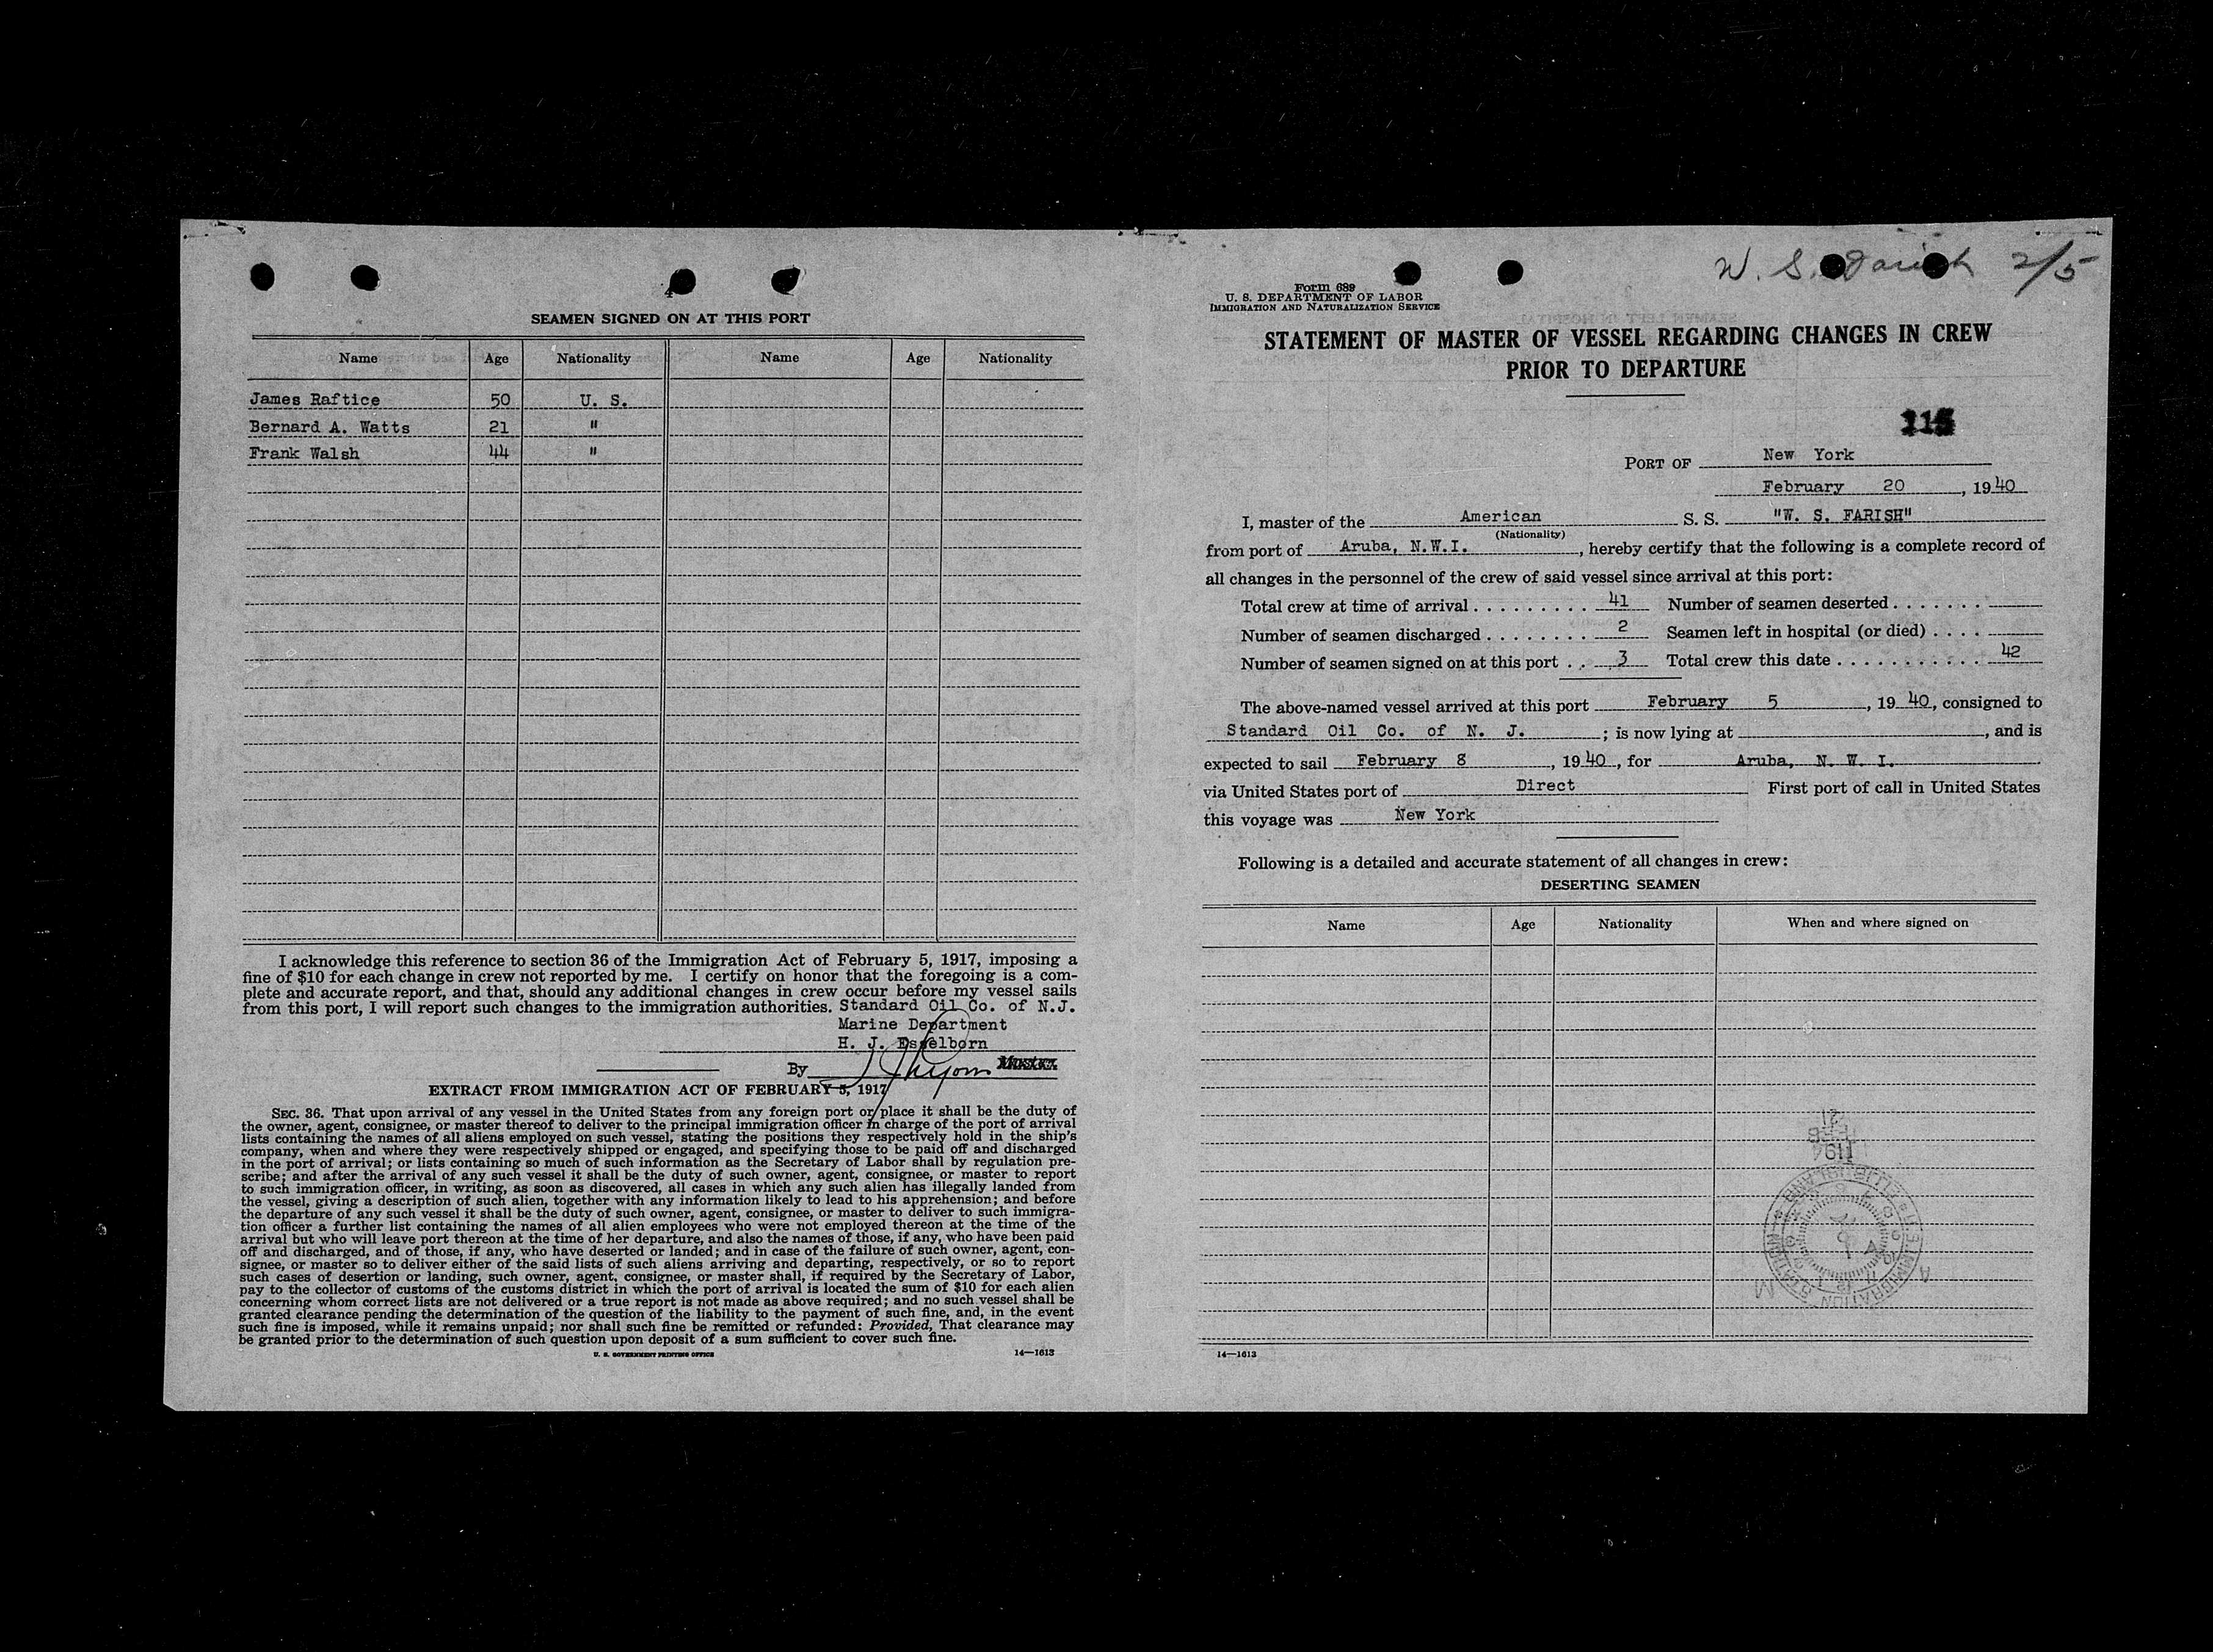 4
SEAMEN SIGNED ON AT THIS PORT
Name Age Nationality Name Age Nationality
James Raftice 50 U. S.
Bernard A. Watts 21 "
Frank Walsh 44 "
I acknowledge this reference to section 36 of the Immigration Act of February 5, 1917, imposing a
fine of $10 for each change in crew not reported by me. I certify on honor that the foregoing is a com-
plete and accurate report, and that, should any additional changes in crew occur before my vessel sails
from this port, I will report such changes to the immigration authorities. Standard Oil Co. of N.J.
Marine Department
H. J. Esselborn
By
EXTRACT FROM IMMIGRATION ACT OF FEBRUARY 5, 1917
SEC. 36. That upon arrival of any vessel in the United States from any foreign port or place it shall be the duty of
the owner, agent, consignee, or master thereof to deliver to the principal immigration officer in charge of the port of arrival
lists containing the names of all aliens employed on such vessel, stating the positions they respectively hold in the ship's
company, when and where they were respectively shipped or engaged, and specifying those to be paid off and discharged
in the port of arrival; or lists containing so much of such information as the Secretary of Labor shall by regulation pre-
scribe; and after the arrival of any such vessel it shall be the duty of such owner, agent, consignee, or master to report
to such immigration officer, in writing, as soon as discovered, all cases in which any such alien has illegally landed from
the vessel, giving a description of such alien, together with any information likely to lead to his apprehension; and before
the departure of any such vessel it shall be the duty of such owner, agent, consignee, or master to deliver to such immigra-
tion officer a further list containing the names of all alien employees who were not employed thereon at the time of the
arrival but who will leave port thereon at the time of her departure, and also the names of those, if any, who have been paid
off and discharged, and of those, if any, who have deserted or landed; and in case of the failure of such owner, agent, con-
signee, or master so to deliver either of the said lists of such aliens arriving and departing, respectively, or so to report
such cases of desertion or landing, such owner, agent, consignee, or master shall, if required by the Secretary of Labor,
pay to the collector of customs of the customs district in which the port of arrival is located the sum of $10 for each alien
concerning whom correct lists are not delivered or a true report is not made as above required; and no such vessel shall be
granted clearance pending the determination of the question of the liability to the payment of such fine, and, in the event
such fine is imposed, while it remains unpaid; nor shall such fine be remitted or refunded: Provided, That clearance may
be granted prior to the determination of such question upon deposit of a sum sufficient to cover such fine.
U. S. GOVERNMENT PRINTING OFFICE 14—1613
W. S. Farish 2/5
Form 689
U. S. DEPARTMENT OF LABOR
IMMIGRATION AND NATURALIZATION SERVICE
STATEMENT OF MASTER OF VESSEL REGARDING CHANGES IN CREW
PRIOR TO DEPARTURE
PORT OF New York
February 20, 1940
I, master of the American S. S. "W. S. FARISH"
(Nationality)
from port of Aruba, N.W.I., hereby certify that the following is a complete record of
all changes in the personnel of the crew of said vessel since arrival at this port:
Total crew at time of arrival . . . . . . . . . 41 Number of seamen deserted . . . . . . .
Number of seamen discharged . . . . . . . . 2 Seamen left in hospital (or died) . . . .
Number of seamen signed on at this port . . 3 Total crew this date . . . . . . . . . . . 42
The above-named vessel arrived at this port February 5, 1940, consigned to
Standard Oil Co. of N. J.; is now lying at , and is
expected to sail February 8, 1940, for Aruba, N. W. I.
via United States port of Direct First port of call in United States
this voyage was New York
Following is a detailed and accurate statement of all changes in crew:
DESERTING SEAMEN
Name Age Nationality When and where signed on
14—1613